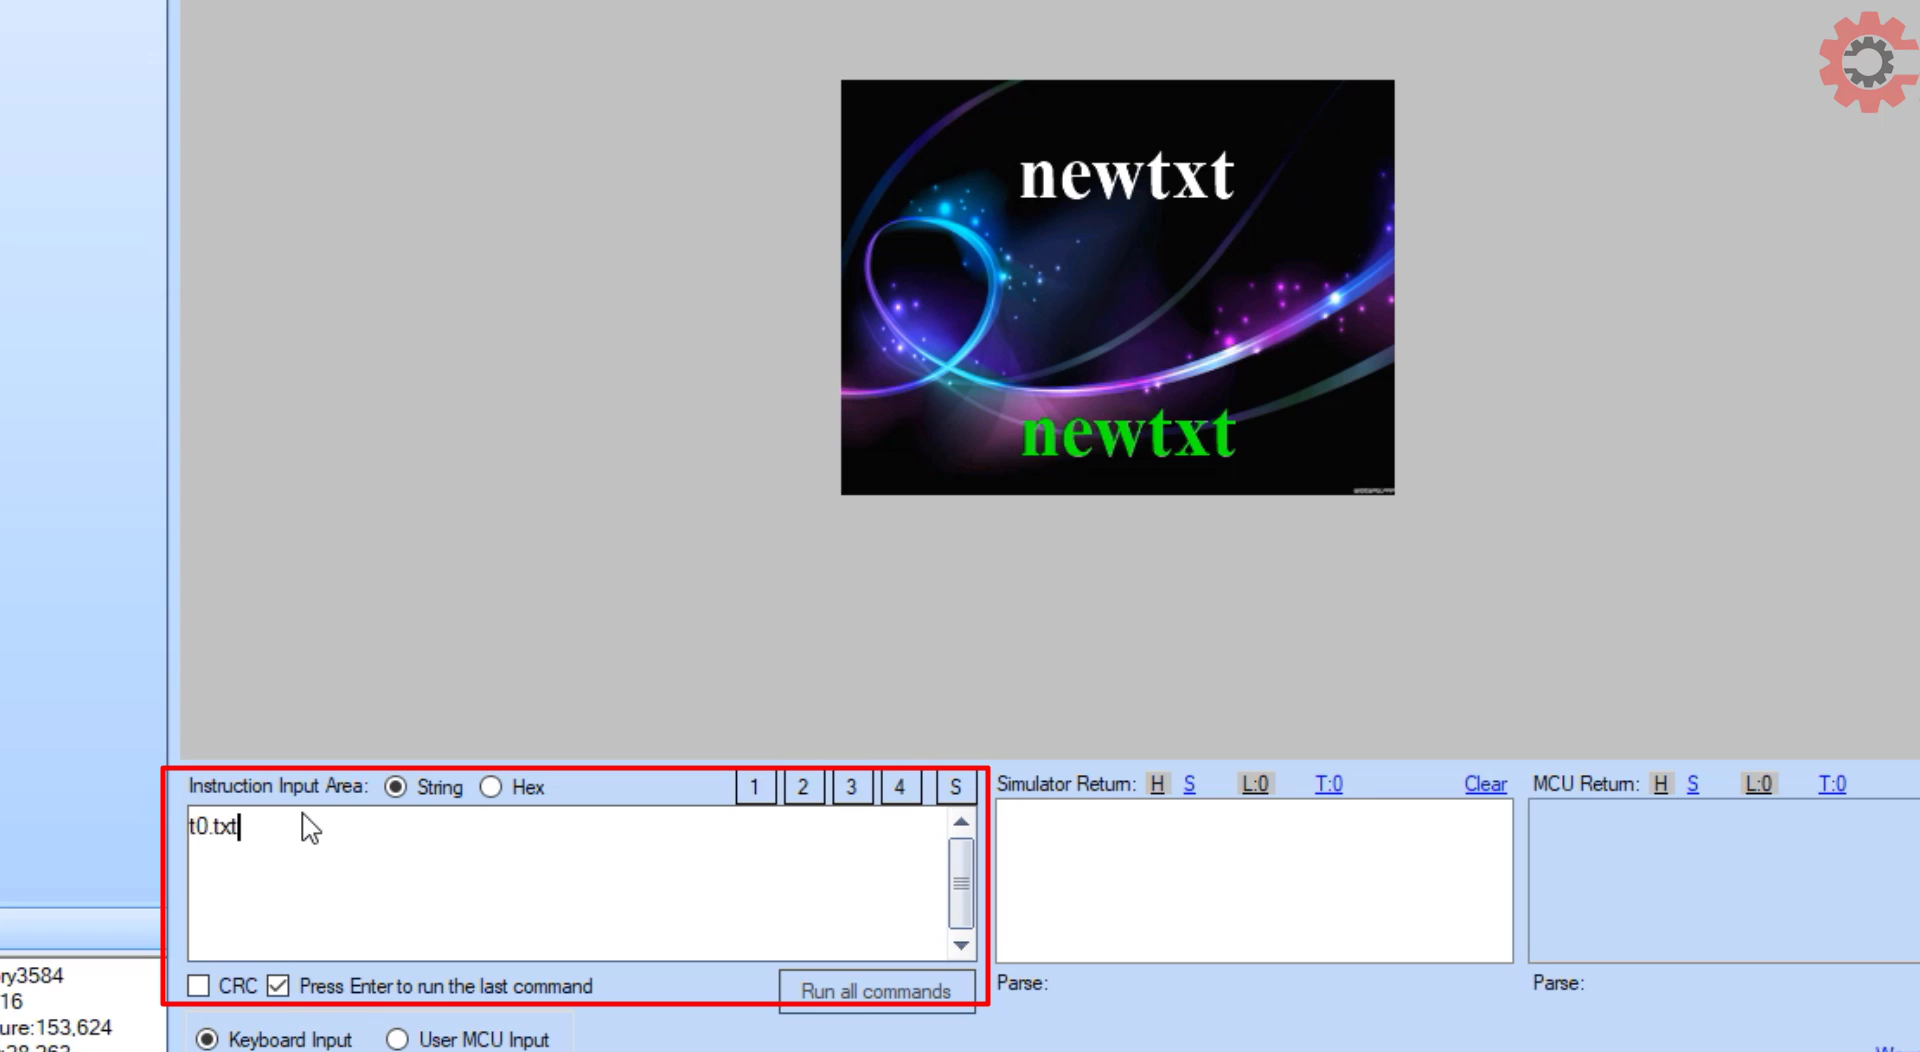 newtxt
newtxt
Instruction Input Area: String Hex 1 2 3 4 S
t0.txt
CRC Press Enter to run the last command Run all commands
Simulator Return: H S L:0 T:0 Clear
Parse:
MCU Return: H S L:0 T:0
Parse:
ry3584
16
ure:153,624
Keyboard Input User MCU Input